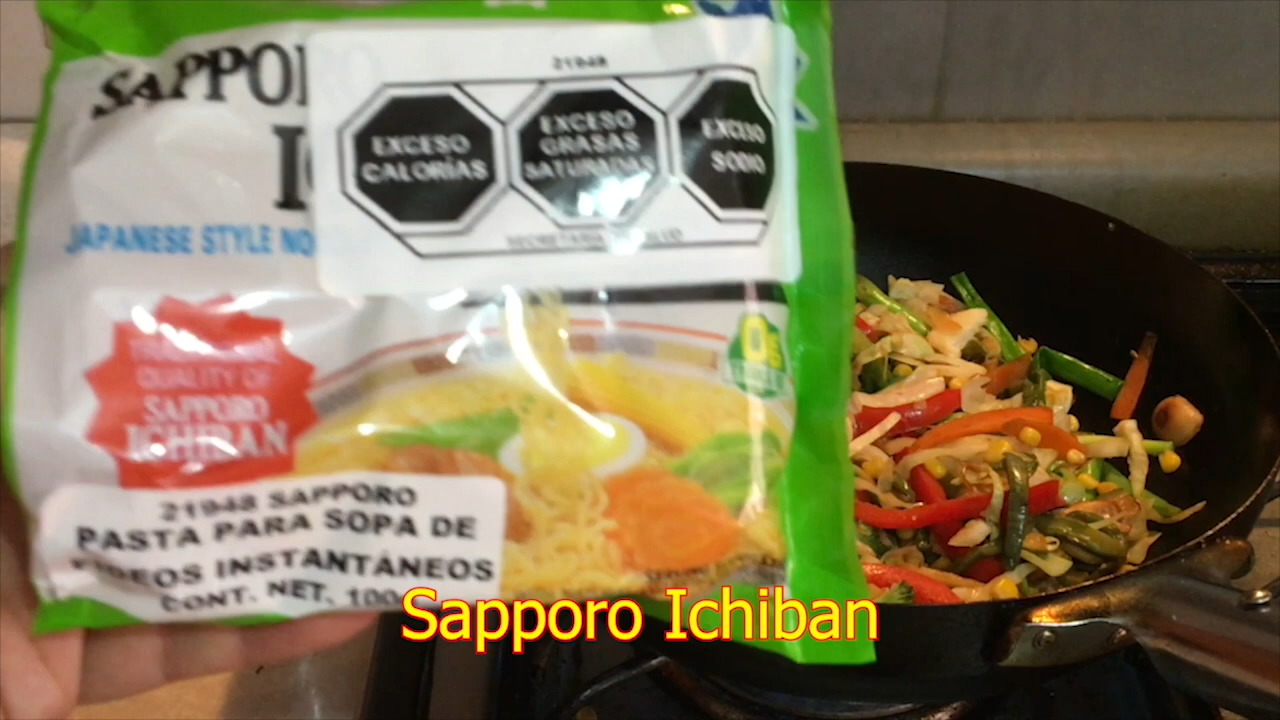 SAPPO
21948
EXCESO
CALORÍAS
EXCESO
GRASAS
SATURADAS
EXCESO
SODIO
JAPANESE STYLE NO
QUALITY OF
SAPPORO
ICHIBAN
0g
21948 SAPPORO
PASTA PARA SOPA DE
FIDEOS INSTANTÁNEOS
CONT. NET. 100
Sapporo Ichiban